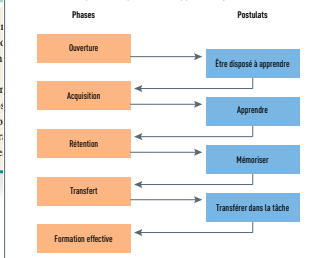 Phases
Postulats
Ouverture
Être disposé à apprendre
Acquisition
Apprendre
Rétention
Mémoriser
Transfert
Transférer dans la tâche
Formation effective